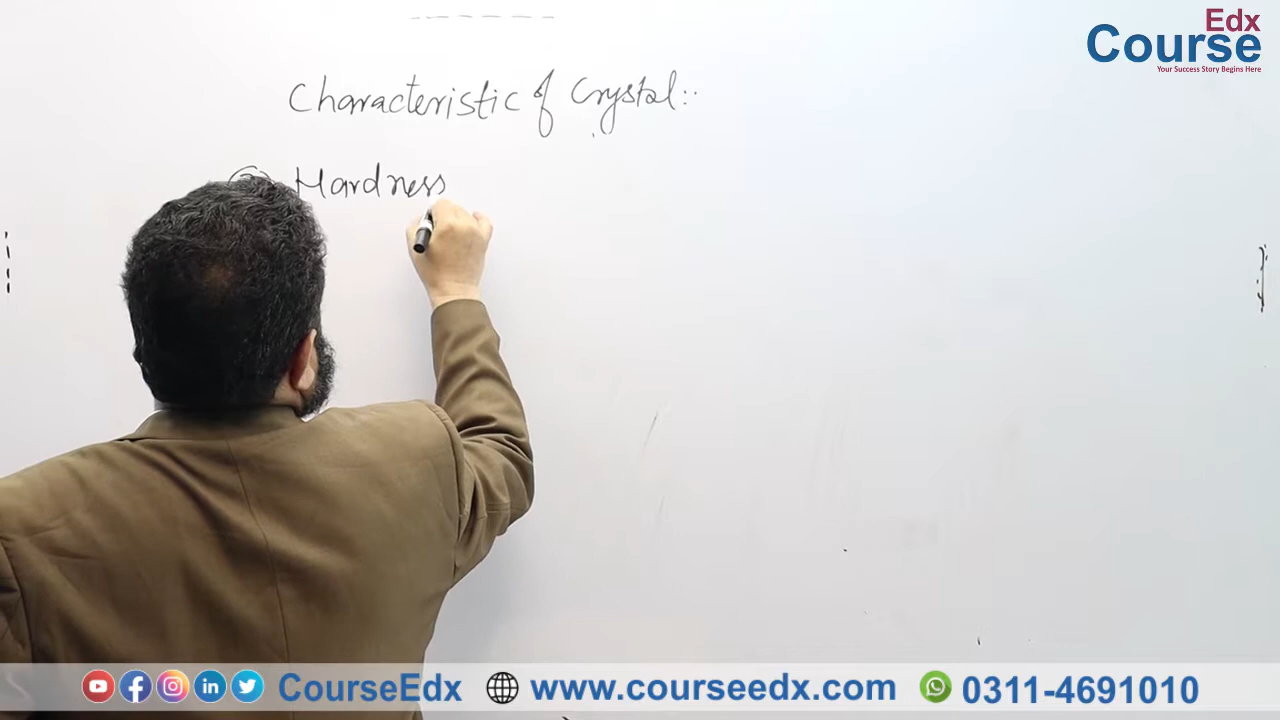 Edx
Course
Your Success Story Begins Here
Characteristic of Crystal:
Hardness
CourseEdx www.courseedx.com 0311-4691010